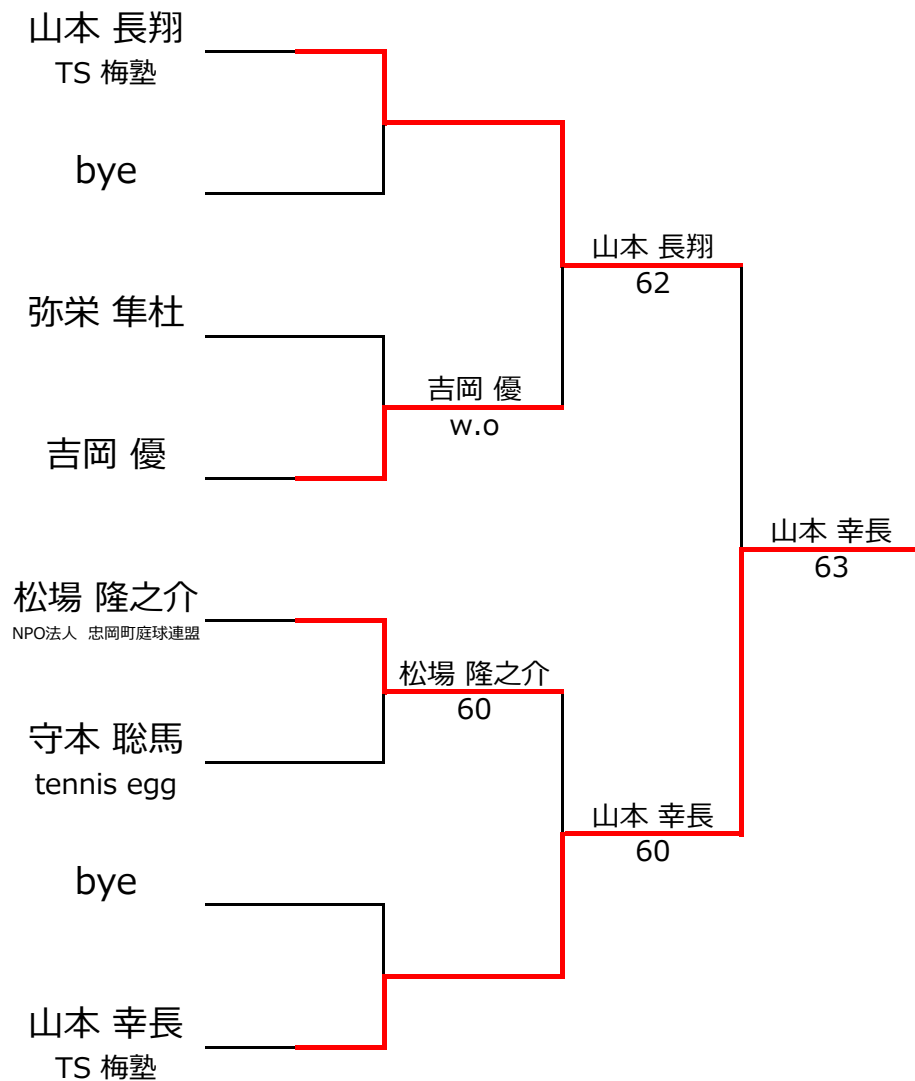 山本 長翔
TS 梅塾
bye
山本 長翔
62
弥栄 隼杜
吉岡 優
w.o
吉岡 優
山本 幸長
63
松場 隆之介
NPO法人 忠岡町庭球連盟
松場 隆之介
60
守本 聡馬
tennis egg
山本 幸長
60
bye
山本 幸長
TS 梅塾